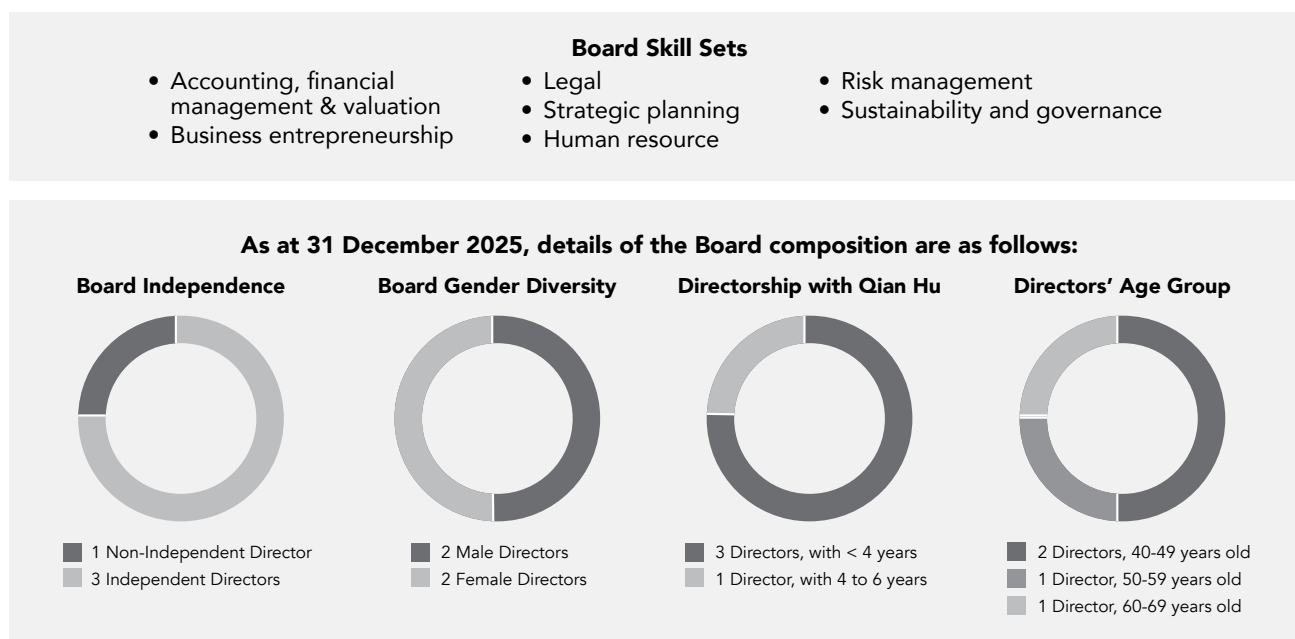 Board Skill Sets
• Accounting, financial
management & valuation
• Business entrepreneurship
• Legal
• Strategic planning
• Human resource
• Risk management
• Sustainability and governance
As at 31 December 2025, details of the Board composition are as follows:
Board Independence
1 Non-Independent Director
3 Independent Directors
Board Gender Diversity
2 Male Directors
2 Female Directors
Directorship with Qian Hu
3 Directors, with < 4 years
1 Director, with 4 to 6 years
Directors’ Age Group
2 Directors, 40-49 years old
1 Director, 50-59 years old
1 Director, 60-69 years old